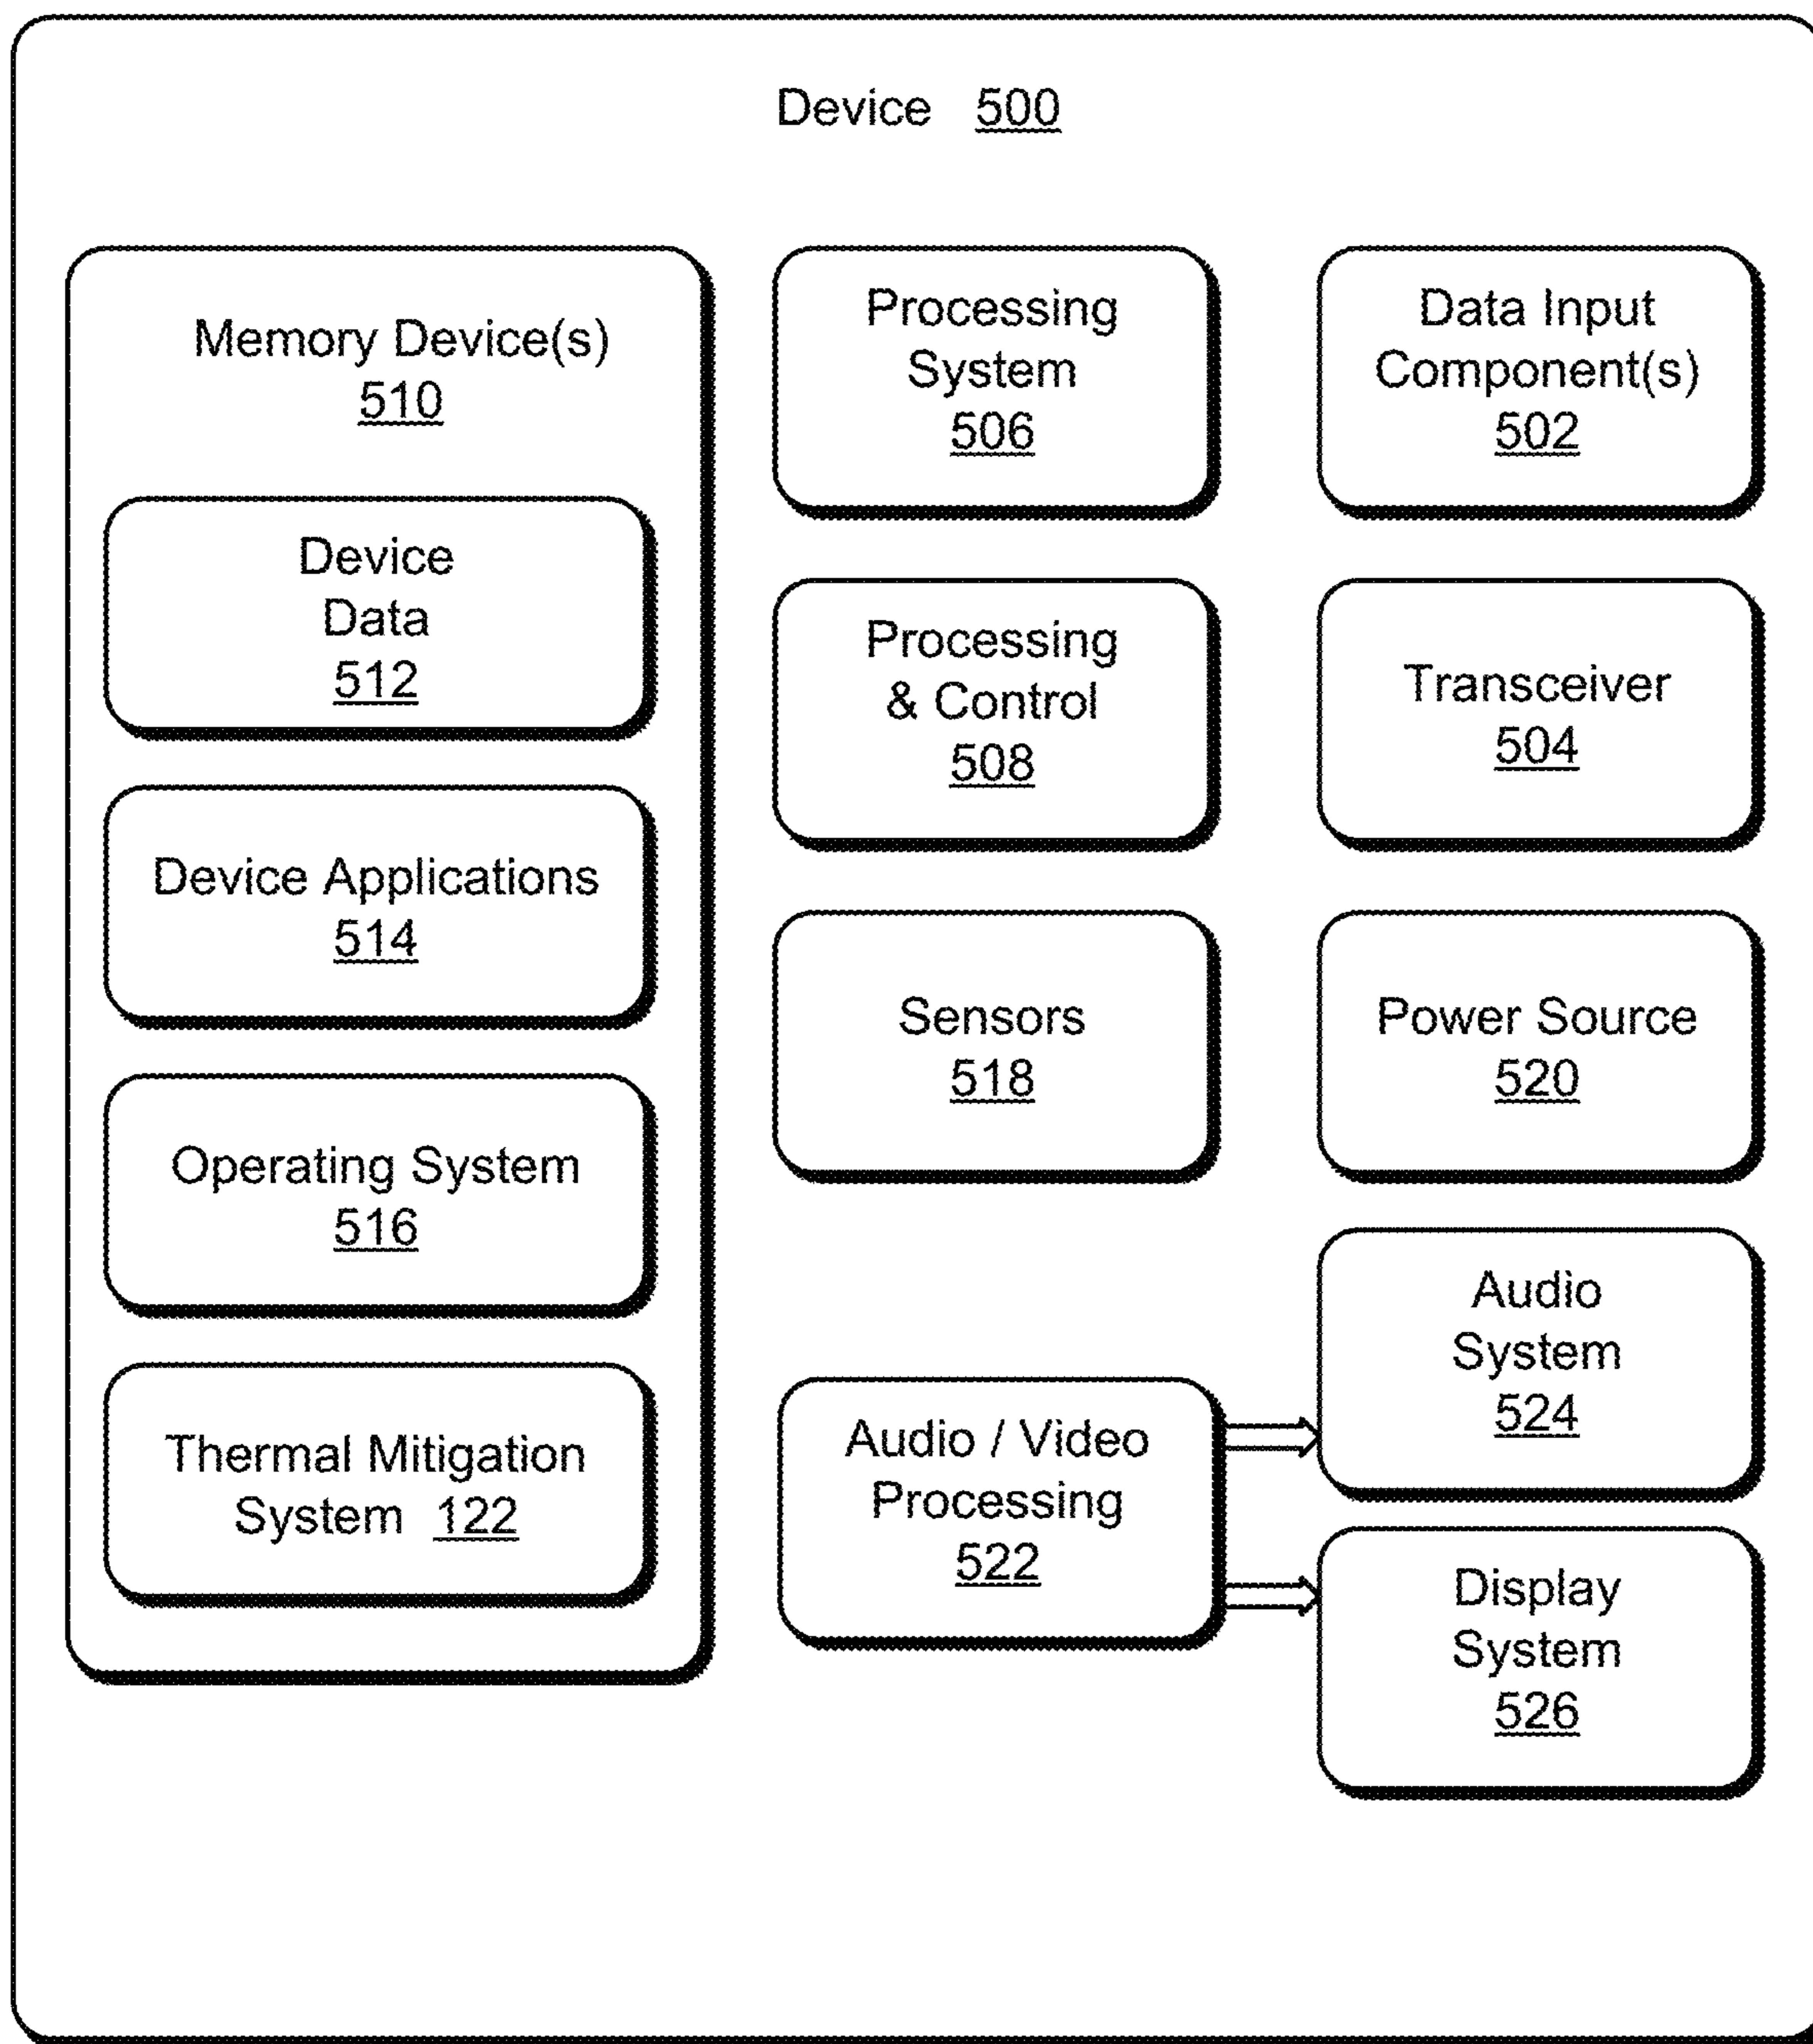 Device 500
Memory Device(s)
510
Device
Data
512
Device Applications
514
Operating System
516
Thermal Mitigation
System 122
Processing
System
506
Data Input
Component(s)
502
Processing
& Control
508
Transceiver
504
Sensors
518
Power Source
520
Audio / Video
Processing
522
Audio
System
524
Display
System
526